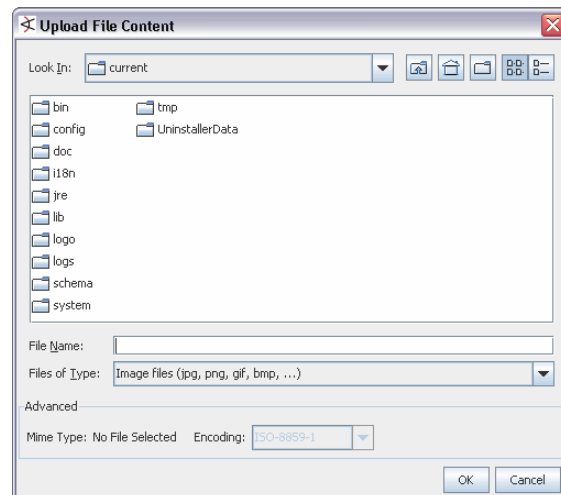 Upload File Content
Look In: current
bin tmp
config UninstallerData
doc
i18n
jre
lib
logo
logs
schema
system
File Name:
Files of Type: Image files (jpg, png, gif, bmp, ...)
Advanced
Mime Type: No File Selected Encoding: ISO-8859-1
OK Cancel